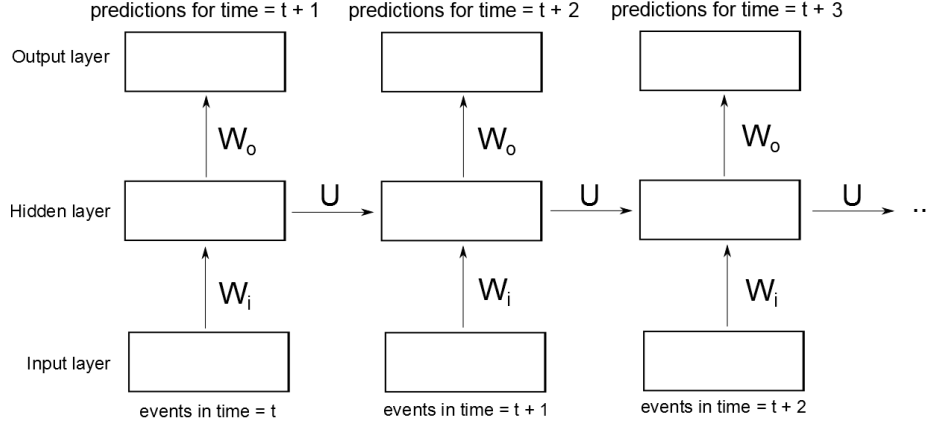 predictions for time = t + 1
predictions for time = t + 2
predictions for time = t + 3
Output layer
Wo
Wo
Wo
Hidden layer
U
U
U
..
Wi
Wi
Wi
Input layer
events in time = t
events in time = t + 1
events in time = t + 2